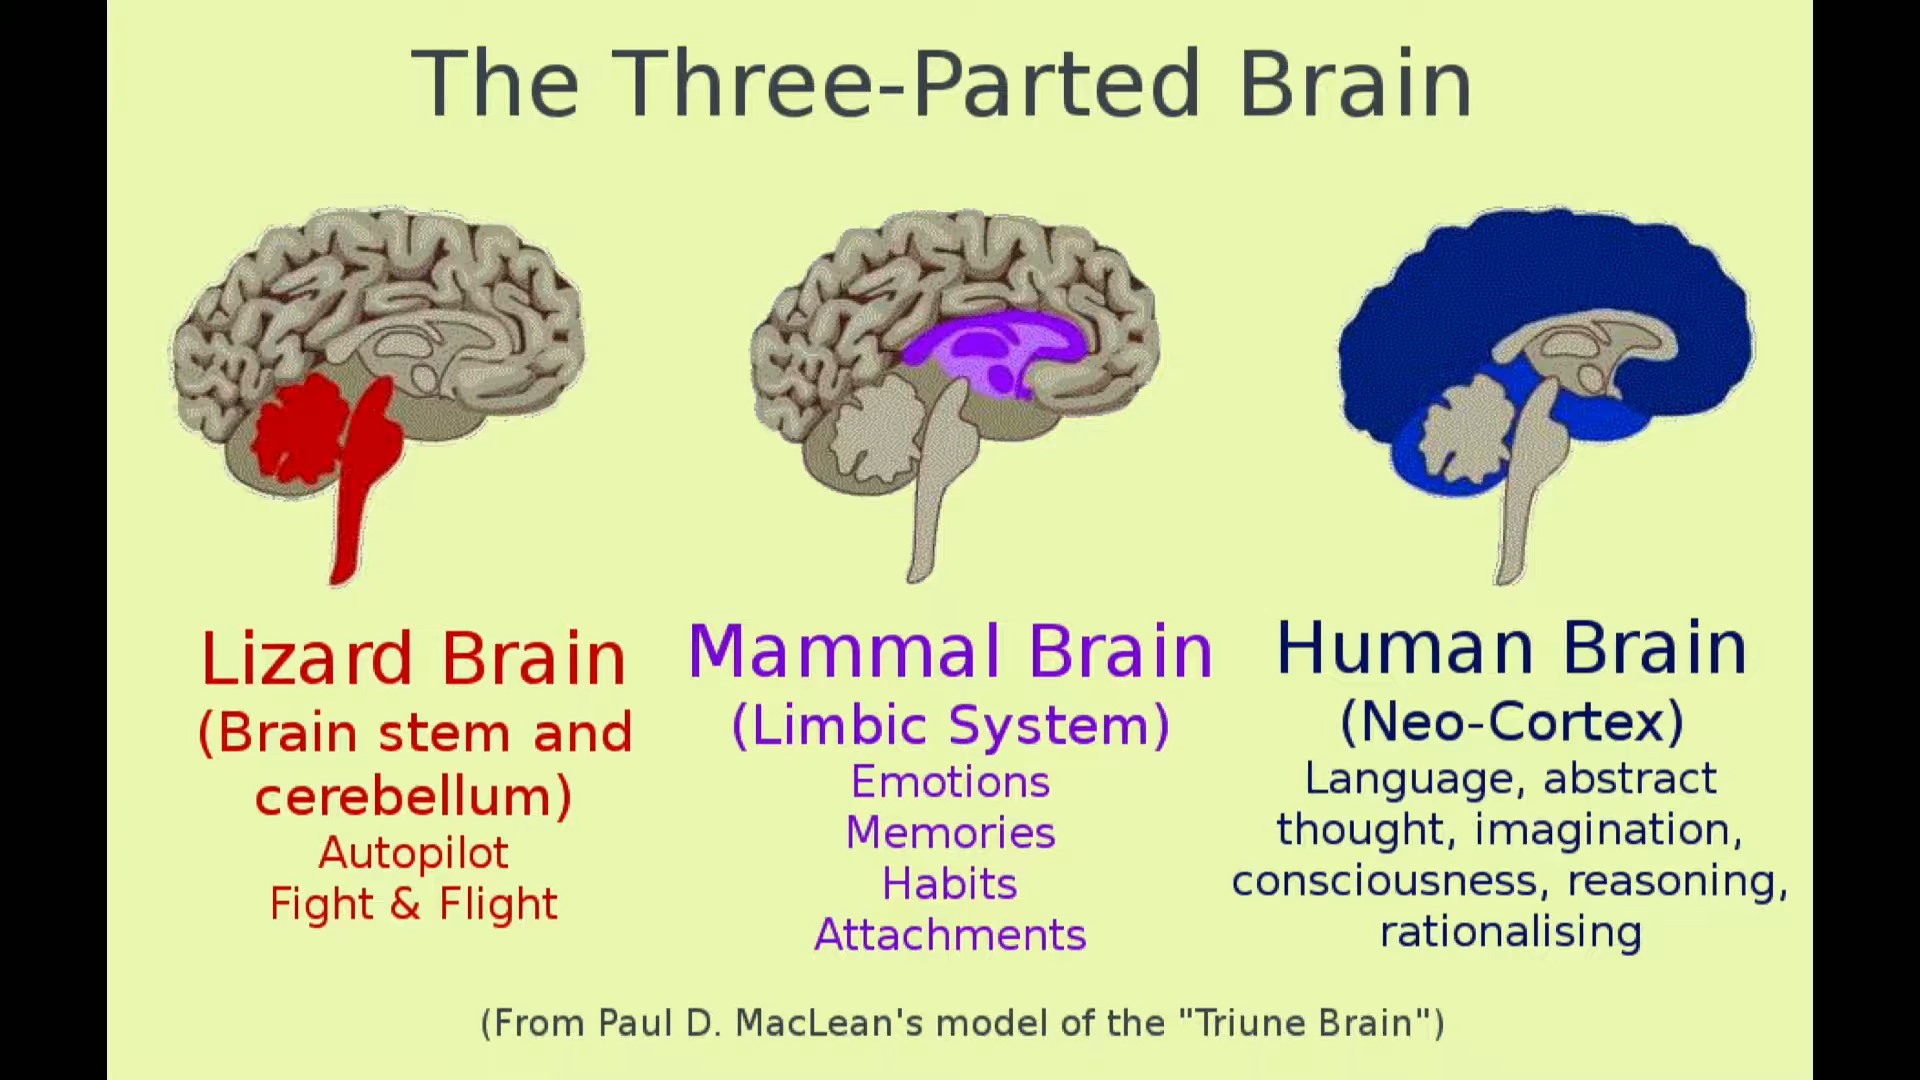 The Three-Parted Brain
Lizard Brain
(Brain stem and
cerebellum)
Autopilot
Fight & Flight
Mammal Brain
(Limbic System)
Emotions
Memories
Habits
Attachments
Human Brain
(Neo-Cortex)
Language, abstract
thought, imagination,
consciousness, reasoning,
rationalising
(From Paul D. MacLean's model of the "Triune Brain")